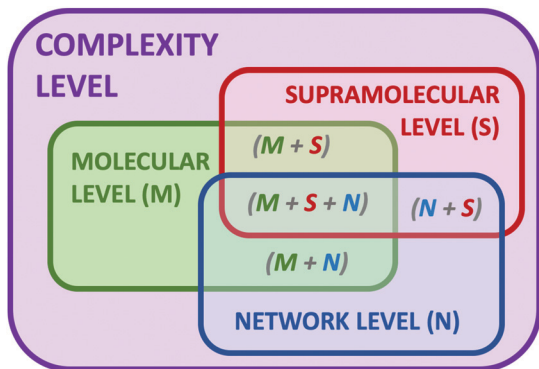 COMPLEXITY
LEVEL
SUPRAMOLECULAR
LEVEL (S)
(M + S)
MOLECULAR
LEVEL (M)
(M + S + N)
(N + S)
(M + N)
NETWORK LEVEL (N)